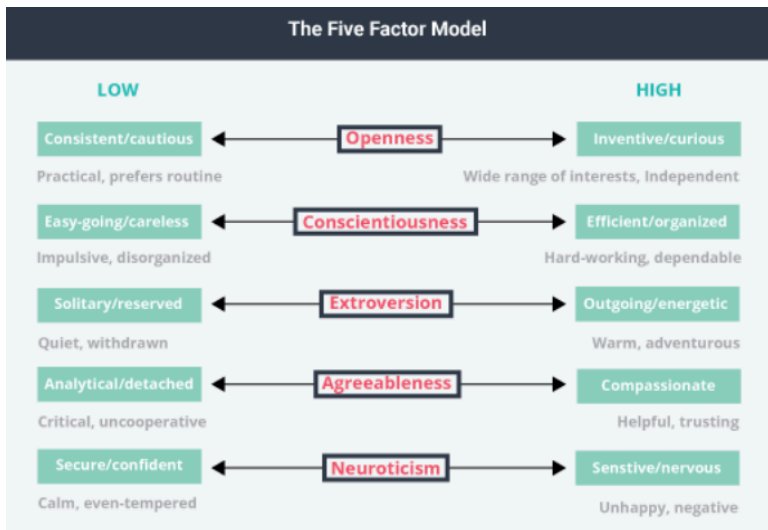 The Five Factor Model
LOW HIGH
Consistent/cautious Openness Inventive/curious
Practical, prefers routine Wide range of interests, Independent
Easy-going/careless Conscientiousness Efficient/organized
Impulsive, disorganized Hard-working, dependable
Solitary/reserved Extroversion Outgoing/energetic
Quiet, withdrawn Warm, adventurous
Analytical/detached Agreeableness Compassionate
Critical, uncooperative Helpful, trusting
Secure/confident Neuroticism Senstive/nervous
Calm, even-tempered Unhappy, negative